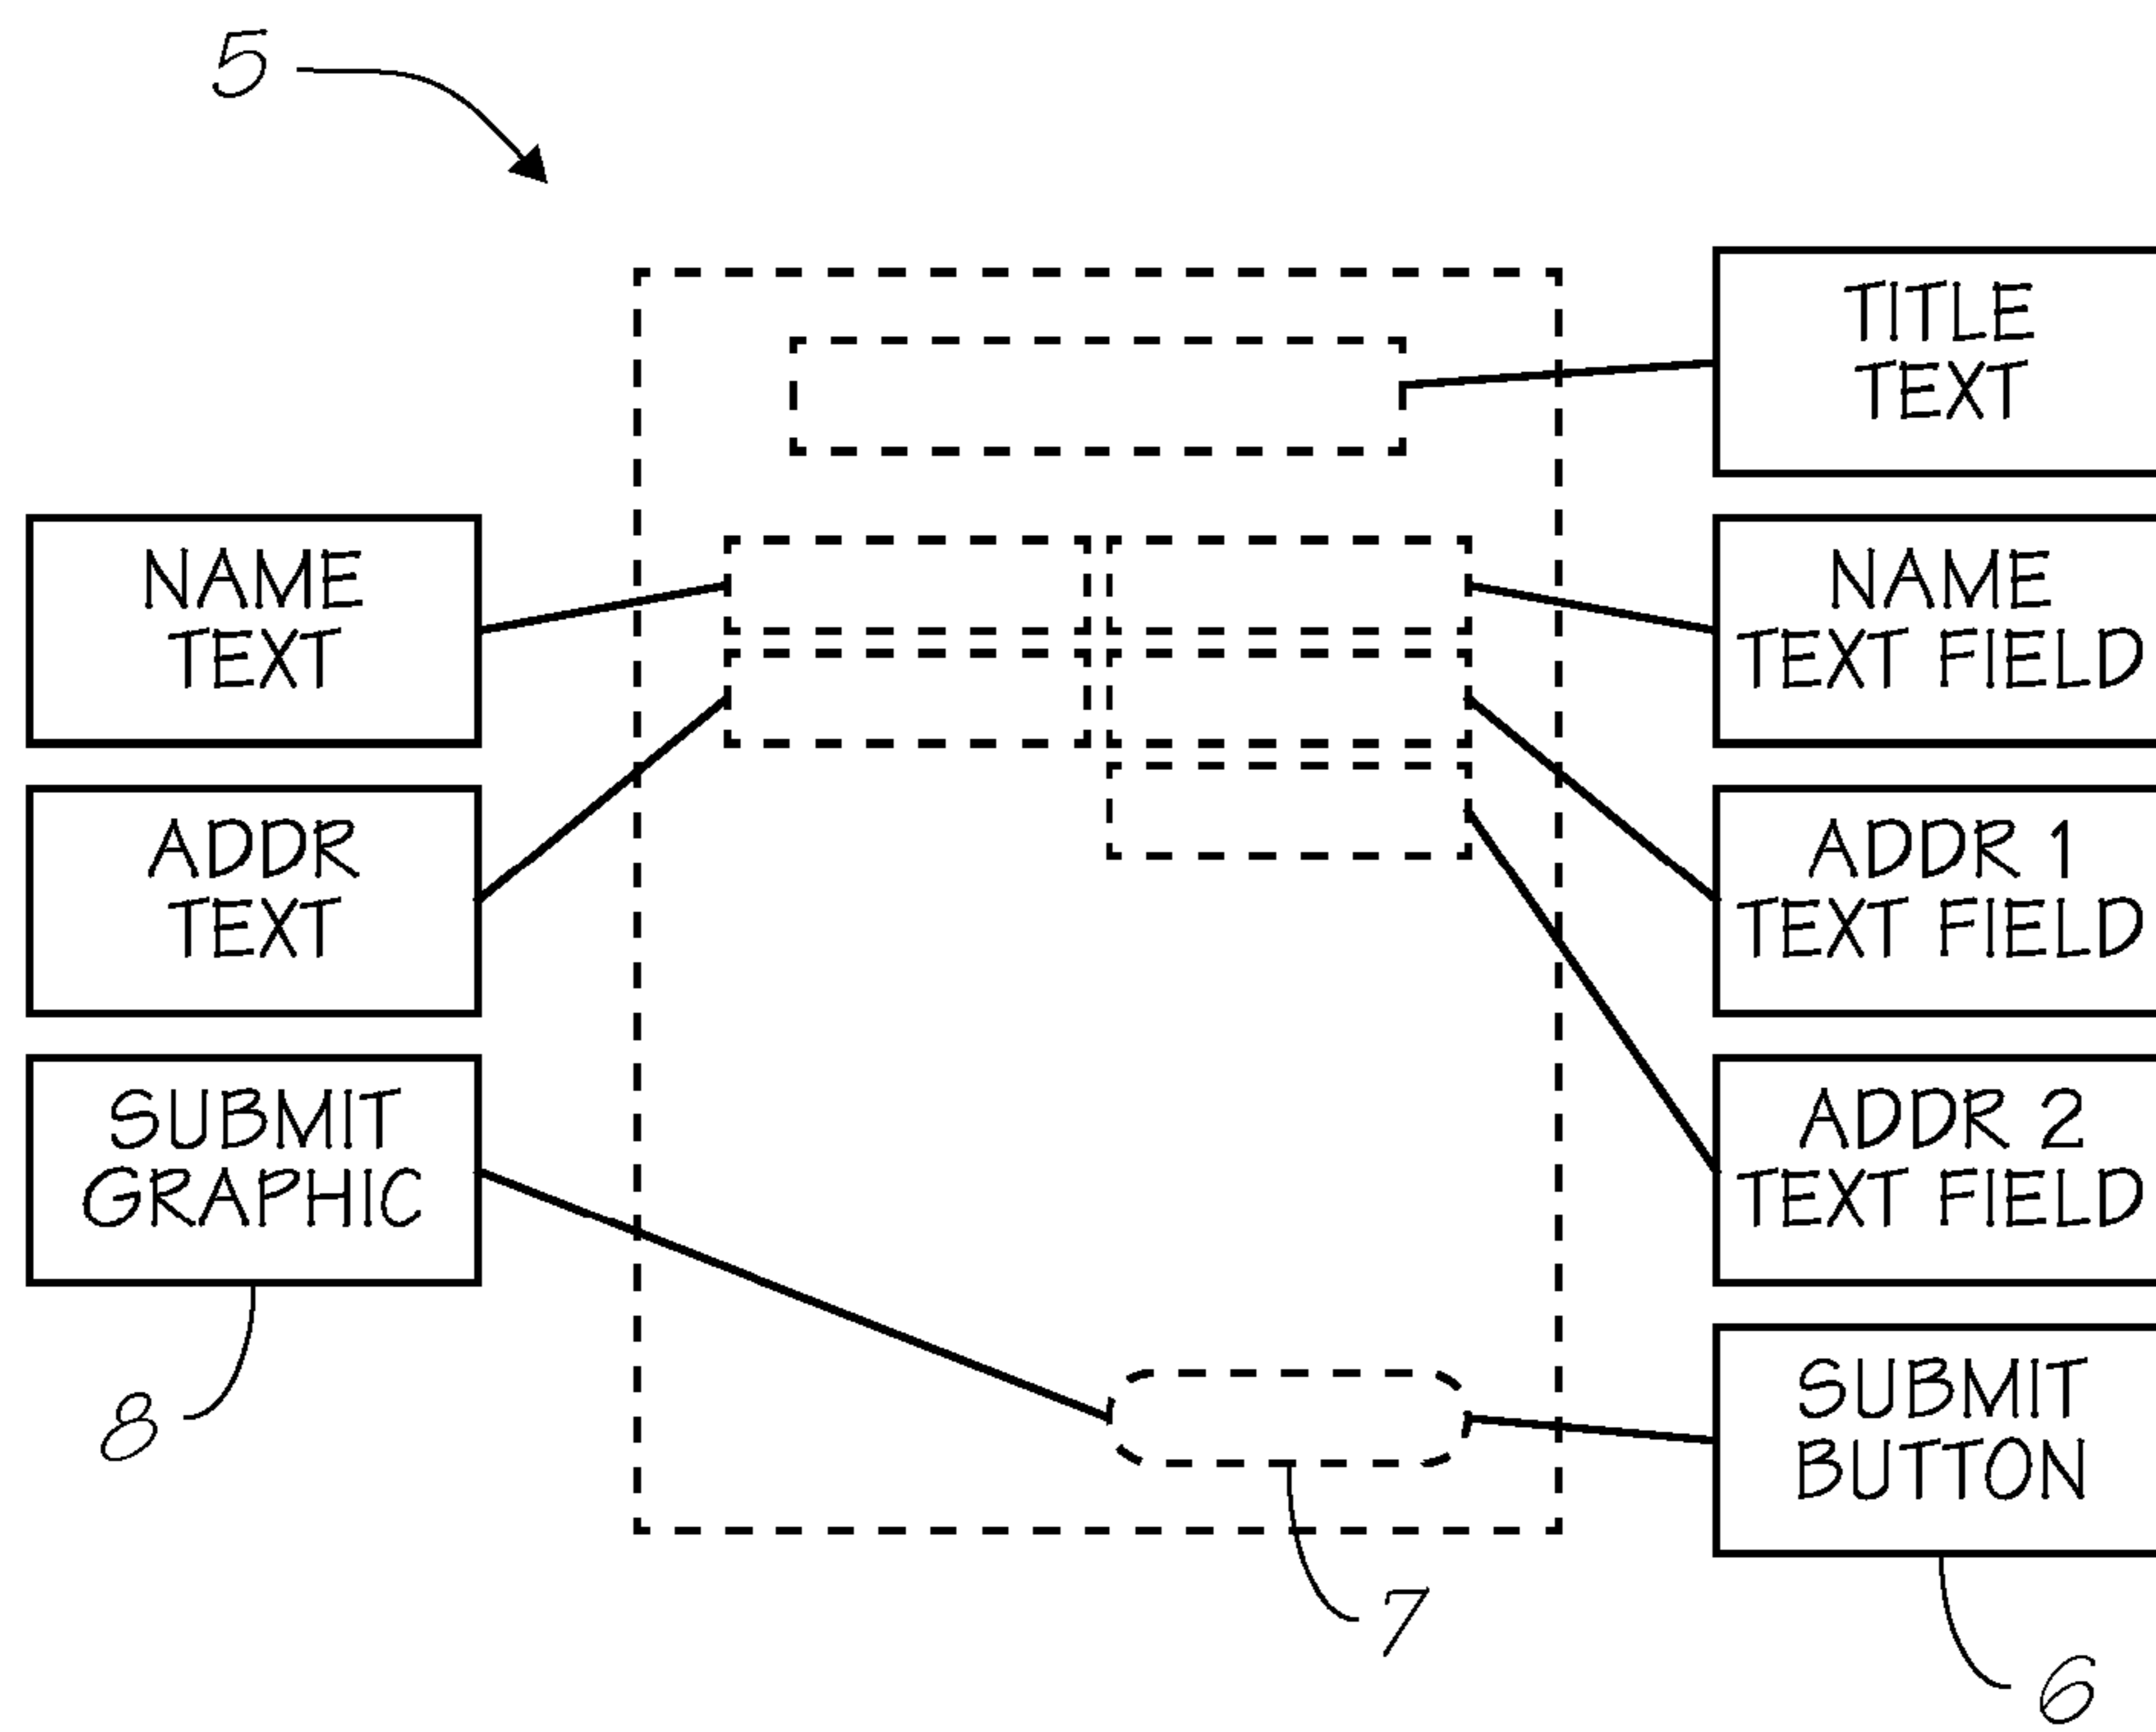 5
TITLE
TEXT
NAME
TEXT
NAME
TEXT FIELD
ADDR
TEXT
ADDR 1
TEXT FIELD
SUBMIT
GRAPHIC
ADDR 2
TEXT FIELD
8
SUBMIT
BUTTON
7
6